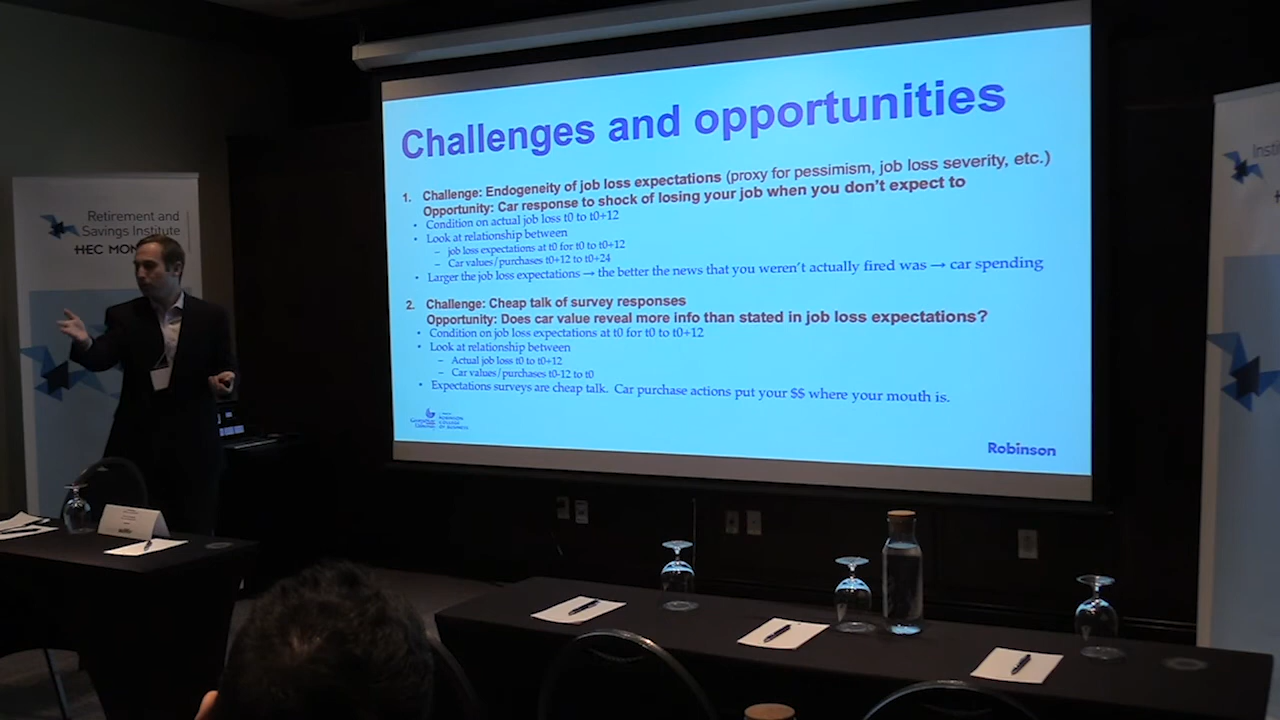 Challenges and opportunities
1. Challenge: Endogeneity of job loss expectations (proxy for pessimism, job loss severity, etc.)
Opportunity: Car response to shock of losing your job when you don't expect to
• Condition on actual job loss t0 to t0+12
• Look at relationship between
– job loss expectations at t0 for t0 to t0+12
– Car values/purchases t0+12 to t0+24
• Larger the job loss expectations → the better the news that you weren't actually fired was → car spending
2. Challenge: Cheap talk of survey responses
Opportunity: Does car value reveal more info than stated in job loss expectations?
• Condition on job loss expectations at t0 for t0 to t0+12
• Look at relationship between
– Actual job loss t0 to t0+12
– Car values/purchases t0-12 to t0
• Expectations surveys are cheap talk. Car purchase actions put your $$ where your mouth is.
ROBINSON
COLLEGE
OF BUSINESS
Robinson
Retirement and
Savings Institute
HEC MON
Inst